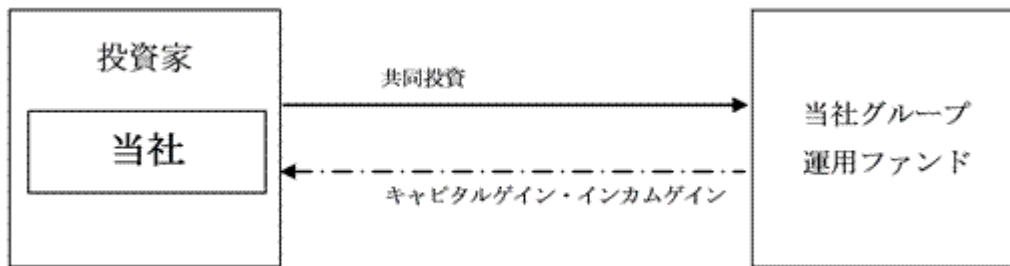 投資家
当社
共同投資
キャピタルゲイン・インカムゲイン
当社グループ
運用ファンド